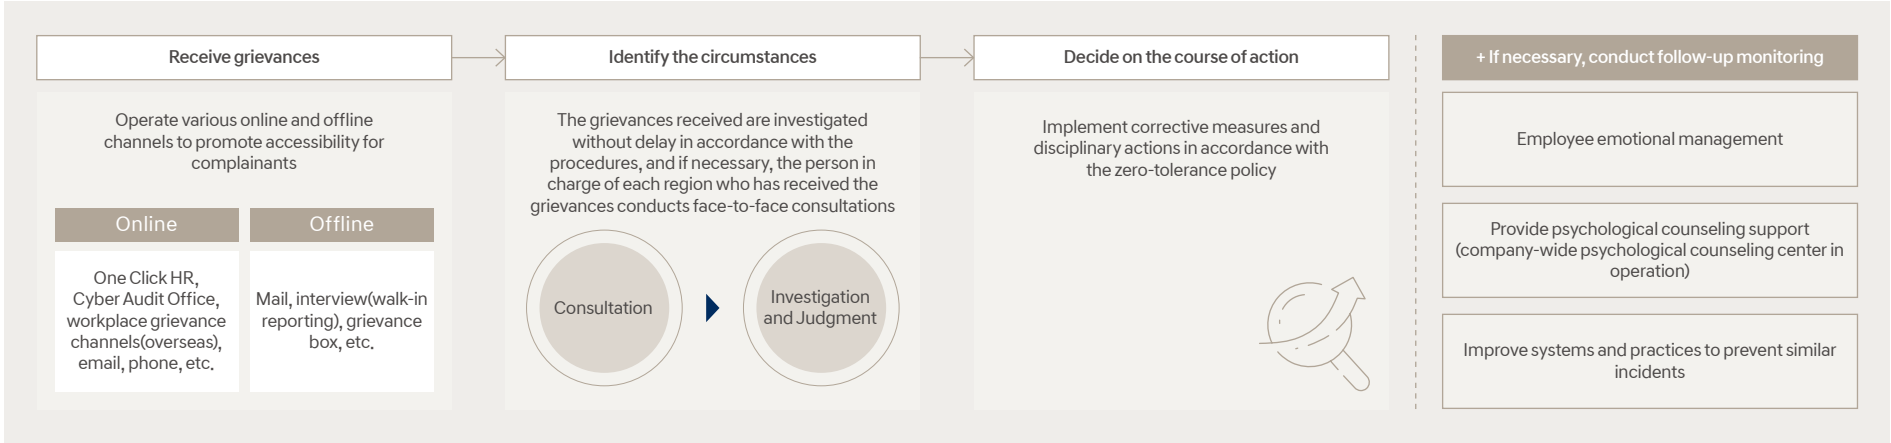 Receive grievances
Operate various online and offline
channels to promote accessibility for
complainants
Online
One Click HR,
Cyber Audit Office,
workplace grievance
channels(overseas),
email, phone, etc.
Offline
Mail, interview(walk-in
reporting), grievance
box, etc.
Identify the circumstances
The grievances received are investigated
without delay in accordance with the
procedures, and if necessary, the person in
charge of each region who has received the
grievances conducts face-to-face consultations
Consultation
Investigation
and Judgment
Decide on the course of action
Implement corrective measures and
disciplinary actions in accordance with
the zero-tolerance policy
+ If necessary, conduct follow-up monitoring
Employee emotional management
Provide psychological counseling support
(company-wide psychological counseling center in
operation)
Improve systems and practices to prevent similar
incidents